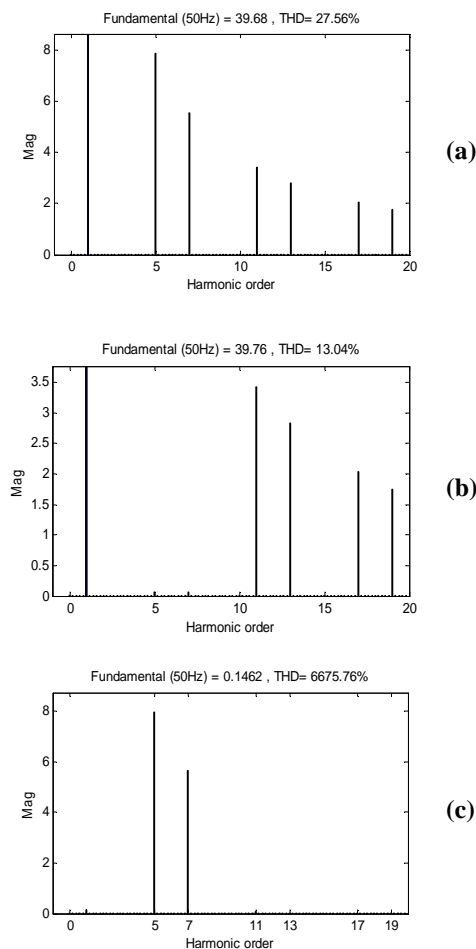 Fundamental (50Hz) = 39.68 , THD= 27.56%
8
6
4
2
0
Mag
0 5 10 15 20
Harmonic order
(a)
Fundamental (50Hz) = 39.76 , THD= 13.04%
3.5
3
2.5
2
1.5
1
0.5
0
Mag
0 5 10 15 20
Harmonic order
(b)
Fundamental (50Hz) = 0.1462 , THD= 6675.76%
8
6
4
2
0
Mag
0 5 7 11 13 17 19
Harmonic order
(c)